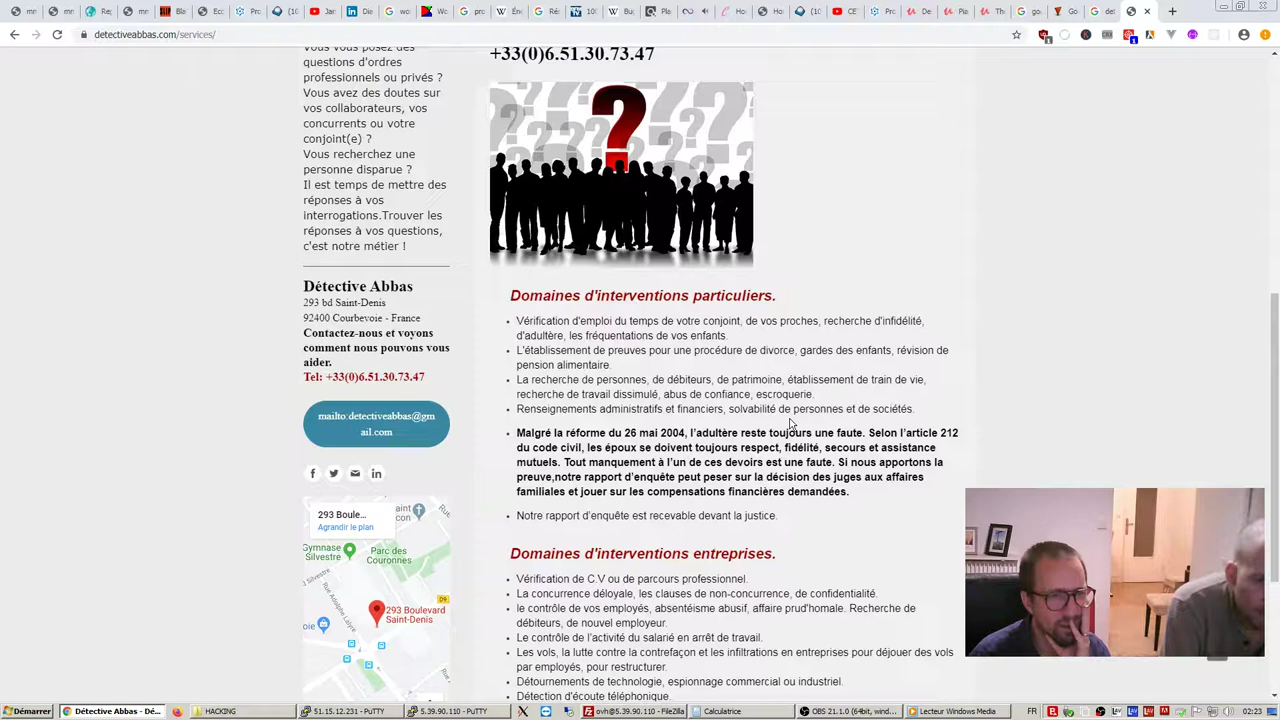 detectiveabbas.com/services/
vous vous posez des
questions d'ordres
professionnels ou privés ?
Vous avez des doutes sur
vos collaborateurs, vos
concurrents ou votre
conjoint(e) ?
Vous recherchez une
personne disparue ?
Il est temps de mettre des
réponses à vos
interrogations.Trouver les
réponses à vos questions,
c'est notre métier !
Détective Abbas
293 bd Saint-Denis
92400 Courbevoie - France
Contactez-nous et voyons
comment nous pouvons vous
aider.
Tel: +33(0)6.51.30.73.47
mailto:detectiveabbas@gm
ail.com
293 Boule...
Agrandir le plan
Gymnase
Silvestre
Parc des
Couronnes
D9
293 Boulevard
Saint-Denis
+33(0)6.51.30.73.47
Domaines d'interventions particuliers.
Vérification d'emploi du temps de votre conjoint, de vos proches, recherche d'infidélité,
d'adultère, les fréquentations de vos enfants.
L'établissement de preuves pour une procédure de divorce, gardes des enfants, révision de
pension alimentaire.
La recherche de personnes, de débiteurs, de patrimoine, établissement de train de vie,
recherche de travail dissimulé, abus de confiance, escroquerie.
Renseignements administratifs et financiers, solvabilité de personnes et de sociétés.
Malgré la réforme du 26 mai 2004, l'adultère reste toujours une faute. Selon l'article 212
du code civil, les époux se doivent toujours respect, fidélité, secours et assistance
mutuels. Tout manquement à l'un de ces devoirs est une faute. Si nous apportons la
preuve,notre rapport d'enquête peut peser sur la décision des juges aux affaires
familiales et jouer sur les compensations financières demandées.
Notre rapport d'enquête est recevable devant la justice.
Domaines d'interventions entreprises.
Vérification de C.V ou de parcours professionnel.
La concurrence déloyale, les clauses de non-concurrence, de confidentialité.
le contrôle de vos employés, absentéisme abusif, affaire prud'homale. Recherche de
débiteurs, de nouvel employeur.
Le contrôle de l'activité du salarié en arrêt de travail.
Les vols, la lutte contre la contrefaçon et les infiltrations en entreprises pour déjouer des vols
par employés, pour restructurer.
Détournements de technologie, espionnage commercial ou industriel.
Détection d'écoute téléphonique.
Démarrer
Détective Abbas - Dé...
HACKING
51.15.12.231 - PuTTY
5.39.90.110 - PuTTY
ovh@5.39.90.110 - FileZilla
Calculatrice
OBS 21.1.0 (64bit, wind...
Lecteur Windows Media
FR
02:23